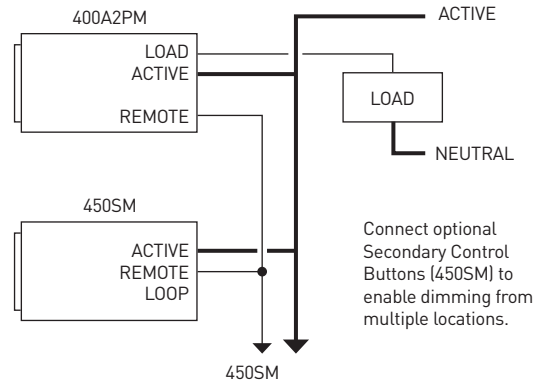 400A2PM
ACTIVE
LOAD
ACTIVE
REMOTE
LOAD
NEUTRAL
450SM
ACTIVE
REMOTE
LOOP
Connect optional
Secondary Control
Buttons (450SM) to
enable dimming from
multiple locations.
450SM